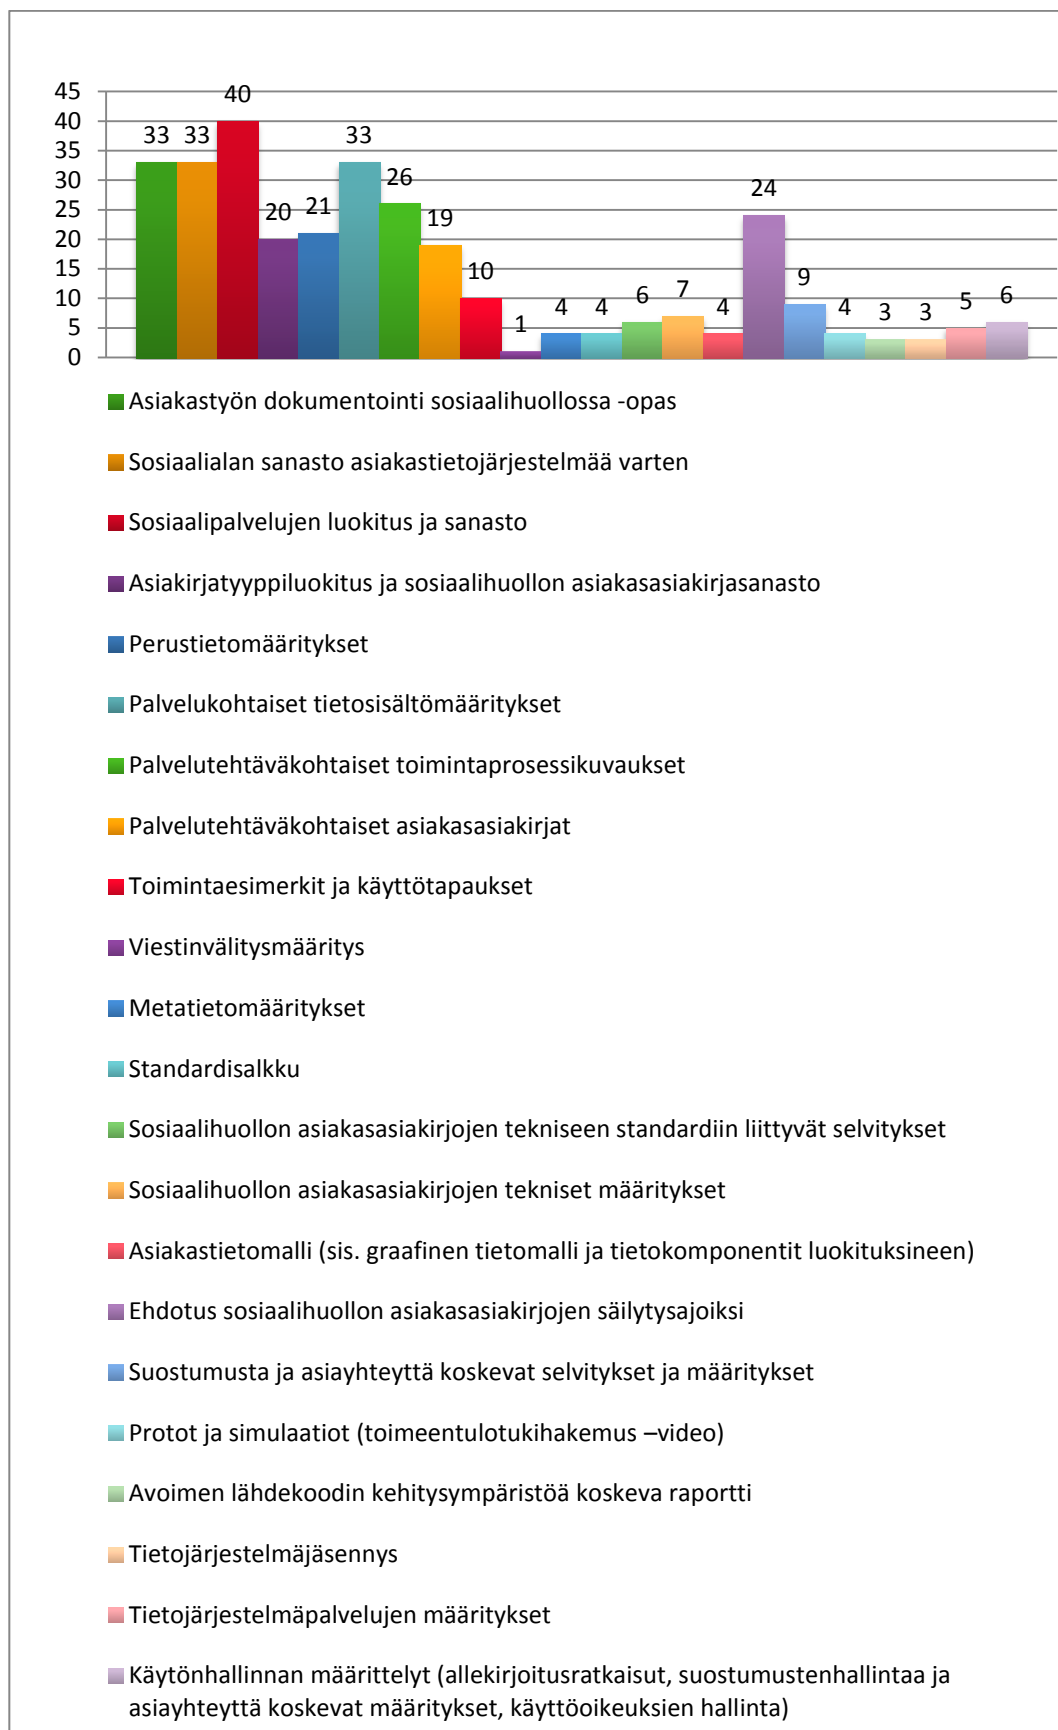 45
40
35
30
25
20
15
10
5
0
33
33
40
20
21
33
26
19
10
1
4
4
6
7
4
24
9
4
3
3
5
6
Asiakastyön dokumentointi sosiaalihuollossa -opas
Sosiaalialan sanasto asiakastietojärjestelmää varten
Sosiaalipalvelujen luokitus ja sanasto
Asiakirjatyyppiluokitus ja sosiaalihuollon asiakasasiakirjasanasto
Perustietomääritykset
Palvelukohtaiset tietosisältömääritykset
Palvelutehtäväkohtaiset toimintaprosessikuvaukset
Palvelutehtäväkohtaiset asiakasasiakirjat
Toimintaesimerkit ja käyttötapaukset
Viestinvälitysmääritys
Metatietomääritykset
Standardisalkku
Sosiaalihuollon asiakasasiakirjojen tekniseen standardiin liittyvät selvitykset
Sosiaalihuollon asiakasasiakirjojen tekniset määritykset
Asiakastietomalli (sis. graafinen tietomalli ja tietokomponentit luokituksineen)
Ehdotus sosiaalihuollon asiakasasiakirjojen säilytysajoiksi
Suostumusta ja asiayhteyttä koskevat selvitykset ja määritykset
Protot ja simulaatiot (toimeentulotukihakemus –video)
Avoimen lähdekoodin kehitysympäristöä koskeva raportti
Tietojärjestelmäjäsennys
Tietojärjestelmäpalvelujen määritykset
Käytönhallinnan määrittelyt (allekirjoitusratkaisut, suostumustenhallintaa ja
asiayhteyttä koskevat määritykset, käyttöoikeuksien hallinta)